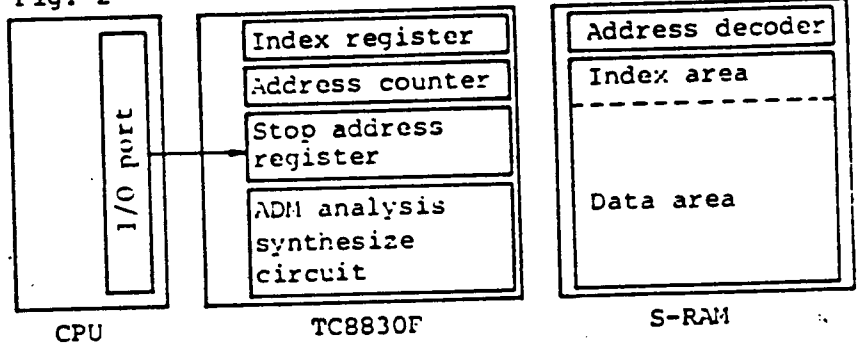 Fig. 2
I/O port
CPU
Index register
Address counter
Stop address
register
ADM analysis
synthesize
circuit
TC8830F
Address decoder
Index area
Data area
S-RAM